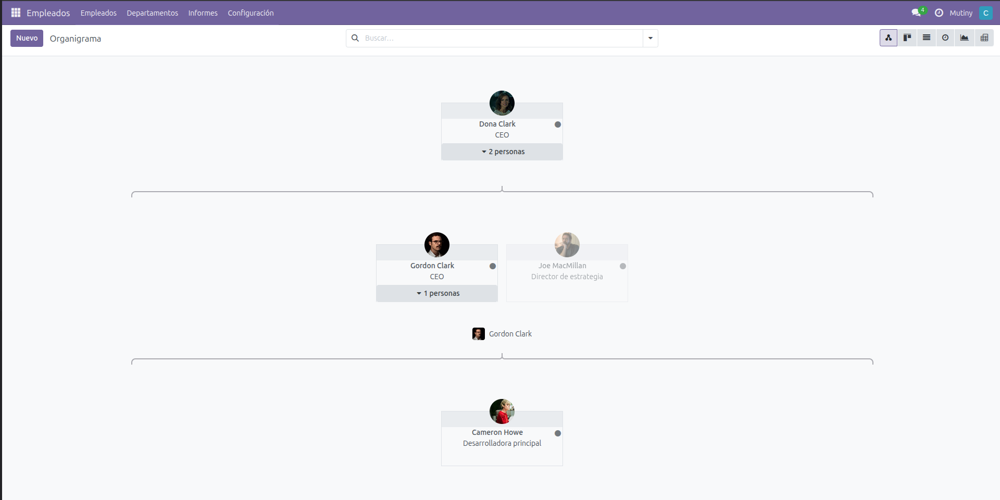 Empleados Empleados Departamentos Informes Configuración 4 Mutiny C
Nuevo Organigrama Buscar...
Dona Clark
CEO
2 personas
Gordon Clark
CEO
1 personas
Joe MacMillan
Director de estrategia
Gordon Clark
Cameron Howe
Desarrolladora principal